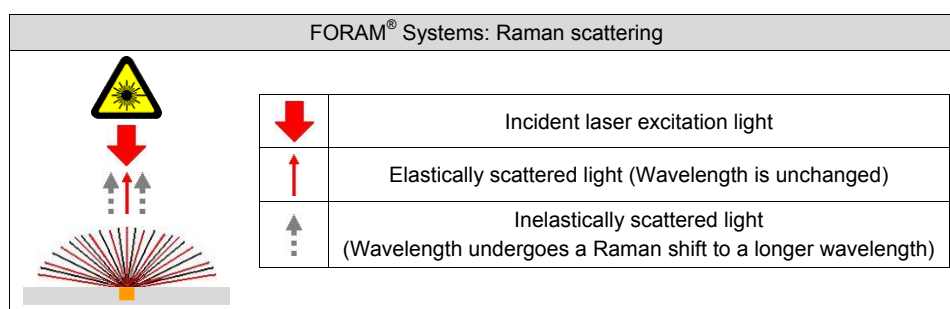 FORAM® Systems: Raman scattering
Incident laser excitation light
Elastically scattered light (Wavelength is unchanged)
Inelastically scattered light
(Wavelength undergoes a Raman shift to a longer wavelength)